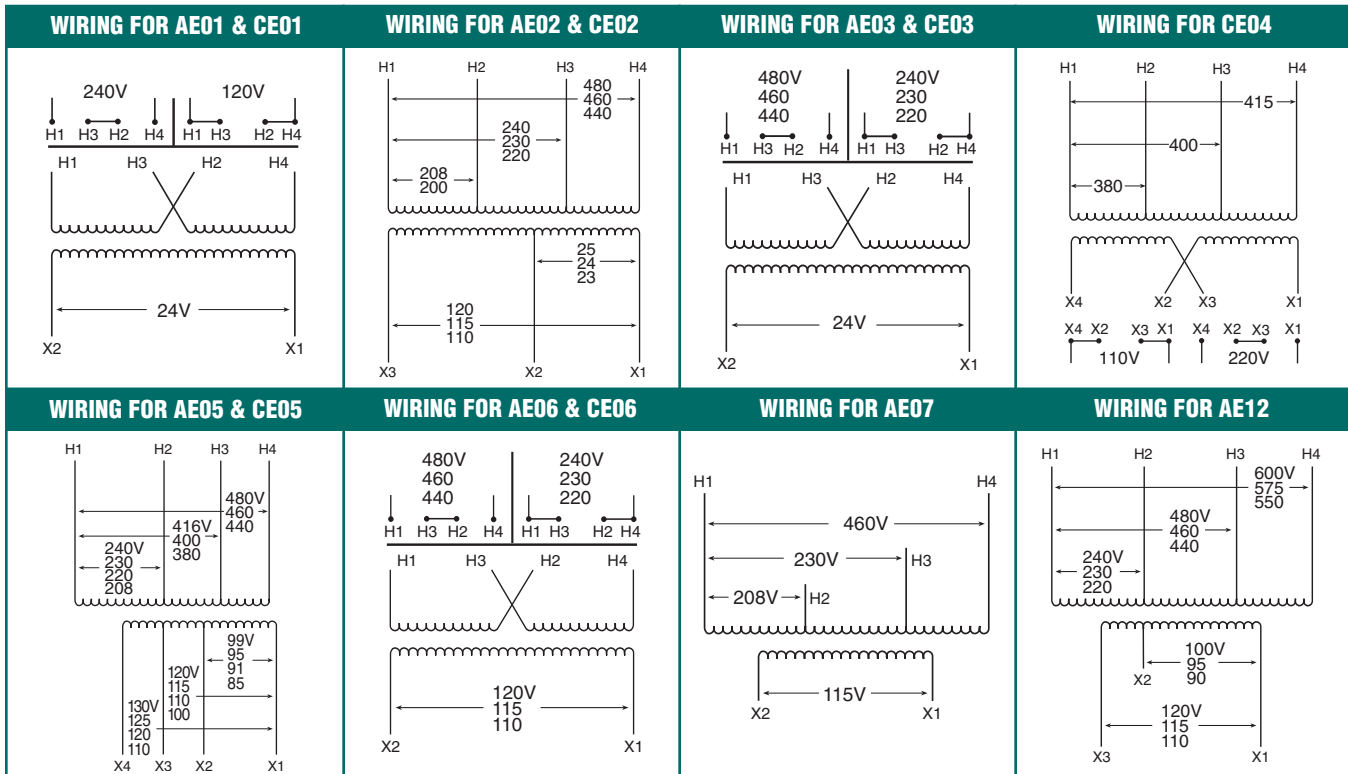 WIRING FOR AE01 & CE01
240V 120V
H1 H3 H2 H4 H1 H3 H2 H4
H1 H3 H2 H4
24V
X2 X1
WIRING FOR AE02 & CE02
H1 H2 H3 H4
480
460
440
240
230
220
208
200
25
24
23
120
115
110
X3 X2 X1
WIRING FOR AE03 & CE03
480V 240V
460 230
440 220
H1 H3 H2 H4 H1 H3 H2 H4
H1 H3 H2 H4
24V
X2 X1
WIRING FOR CE04
H1 H2 H3 H4
415
400
380
X4 X2 X3 X1
X4 X2 X3 X1 X4 X2 X3 X1
110V 220V
WIRING FOR AE05 & CE05
H1 H2 H3 H4
480V
460
440
416V
400
380
240V
230
220
208
99V
95
91
85
120V
115
110
100
130V
125
120
110
X4 X3 X2 X1
WIRING FOR AE06 & CE06
480V 240V
460 230
440 220
H1 H3 H2 H4 H1 H3 H2 H4
H1 H3 H2 H4
120V
115
110
X2 X1
WIRING FOR AE07
H1 H4
460V
230V H3
208V H2
115V
X2 X1
WIRING FOR AE12
H1 H2 H3 H4
600V
575
550
480V
460
440
240V
230
220
100V
95
90
X2
120V
115
110
X3 X1